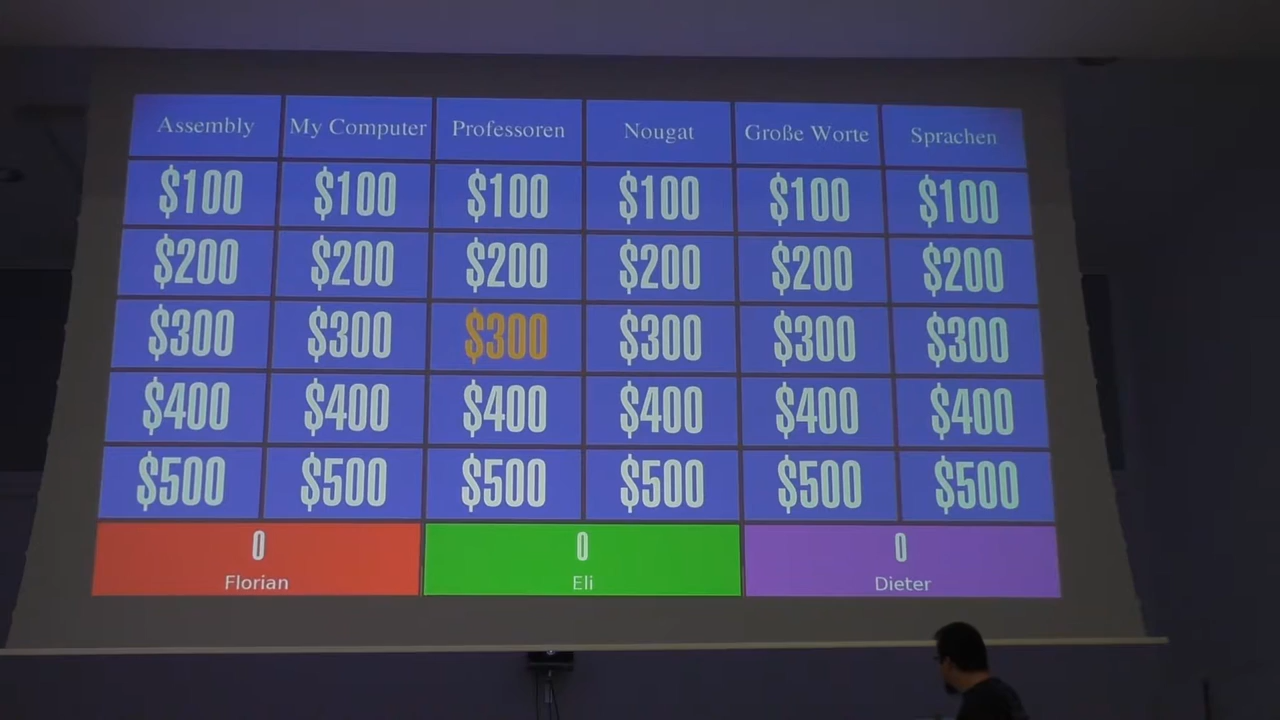 Assembly My Computer Professoren Nougat Große Worte Sprachen
$100 $100 $100 $100 $100 $100
$200 $200 $200 $200 $200 $200
$300 $300 $300 $300 $300 $300
$400 $400 $400 $400 $400 $400
$500 $500 $500 $500 $500 $500
0 0 0
Florian Eli Dieter